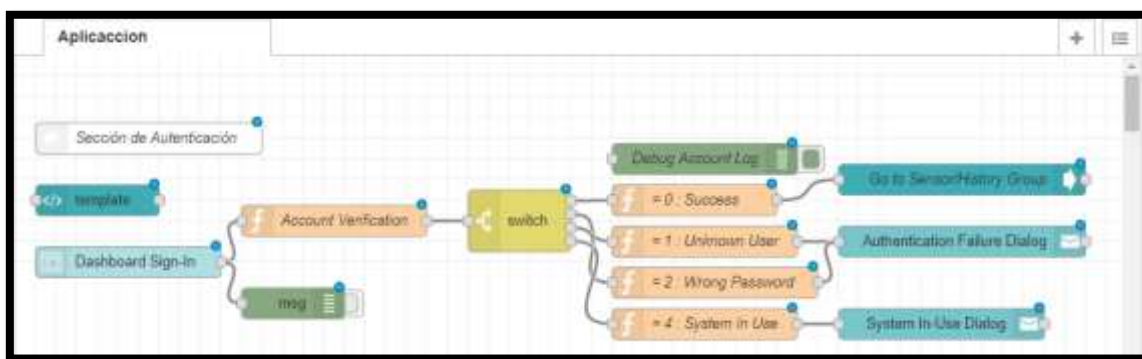 Aplicaccion
Sección de Autenticación
template
Dashboard Sign-In
Account Verification
msg
switch
Debug Account Log
= 0 : Success
= 1 : Unknown User
= 2 : Wrong Password
= 4 : System In Use
Go to Sensor/History Group
Authentication Failure Dialog
System In-Use Dialog